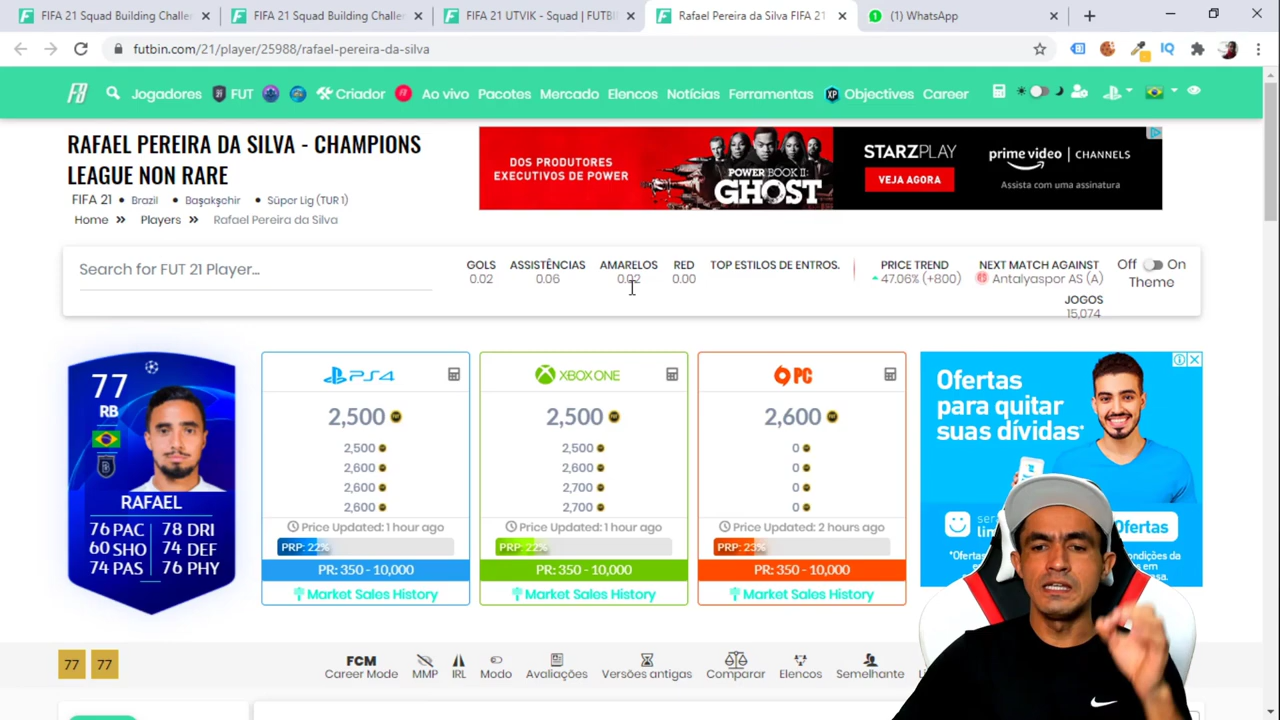 FIFA 21 Squad Building Challe
FIFA 21 Squad Building Challe
FIFA 21 UTVIK - Squad | FUTBI
Rafael Pereira da Silva FIFA 21
(1) WhatsApp
futbin.com/21/player/25988/rafael-pereira-da-silva
IQ
Jogadores FUT Criador Ao vivo Pacotes Mercado Elencos Notícias Ferramentas XP Objectives Career
RAFAEL PEREIRA DA SILVA - CHAMPIONS
LEAGUE NON RARE
FIFA 21 • Brazil • Başakşehir • Süper Lig (TUR 1)
Home » Players » Rafael Pereira da Silva
DOS PRODUTORES
EXECUTIVOS DE POWER
POWER BOOK II:
GHOST
STARZPLAY
VEJA AGORA
prime video | CHANNELS
Assista com uma assinatura
Search for FUT 21 Player...
GOLS ASSISTÊNCIAS AMARELOS RED TOP ESTILOS DE ENTROS. PRICE TREND NEXT MATCH AGAINST
0.02 0.06 0.02 0.00 47.06% (+800) Antalyaspor AS (A)
Off On
Theme
JOGOS
15,074
77
RB
RAFAEL
76 PAC 78 DRI
60 SHO 74 DEF
74 PAS 76 PHY
PS4
2,500
2,500
2,600
2,600
2,600
Price Updated: 1 hour ago
PRP: 22%
PR: 350 - 10,000
Market Sales History
XBOX ONE
2,500
2,500
2,600
2,700
2,700
Price Updated: 1 hour ago
PRP: 22%
PR: 350 - 10,000
Market Sales History
PC
2,600
0
0
0
0
Price Updated: 2 hours ago
PRP: 23%
PR: 350 - 10,000
Market Sales History
Ofertas
para quitar
suas dívidas*
Ofertas
77 77
FCM
Career Mode MMP IRL Modo Avaliações Versões antigas Comparar Elencos Semelhante